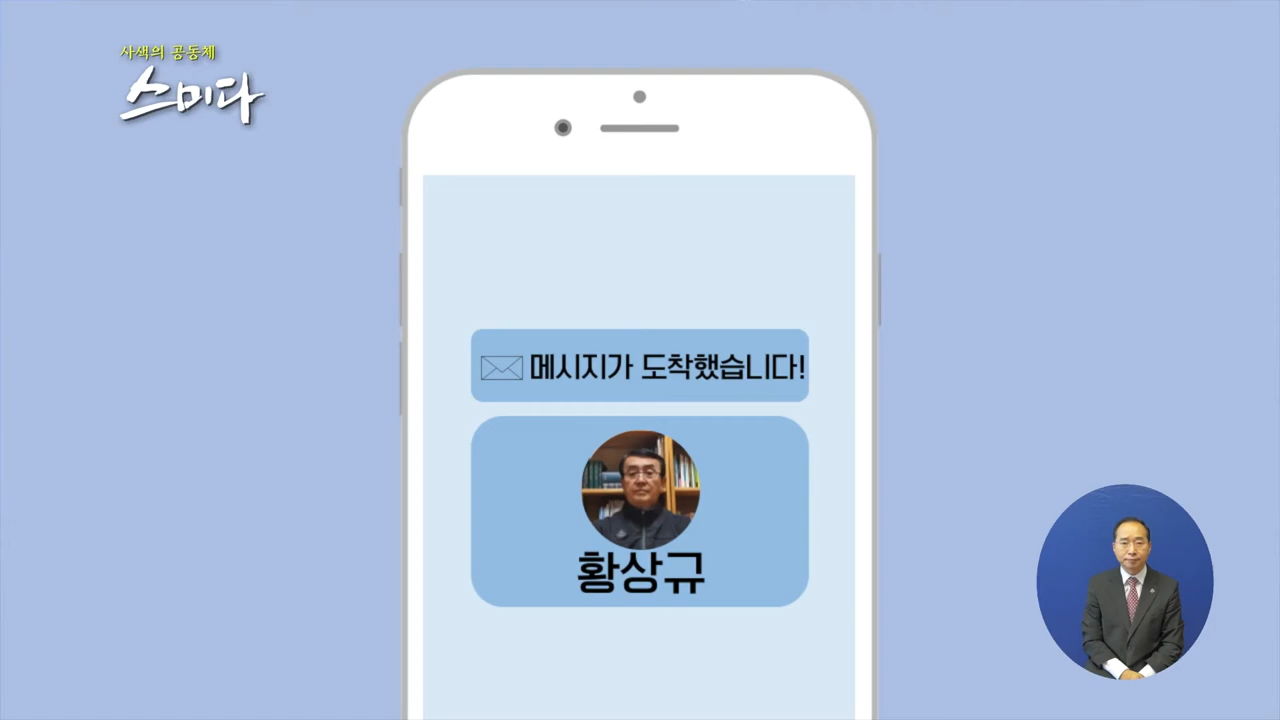 사색의 공동체
스미다
메시지가 도착했습니다!
황상규